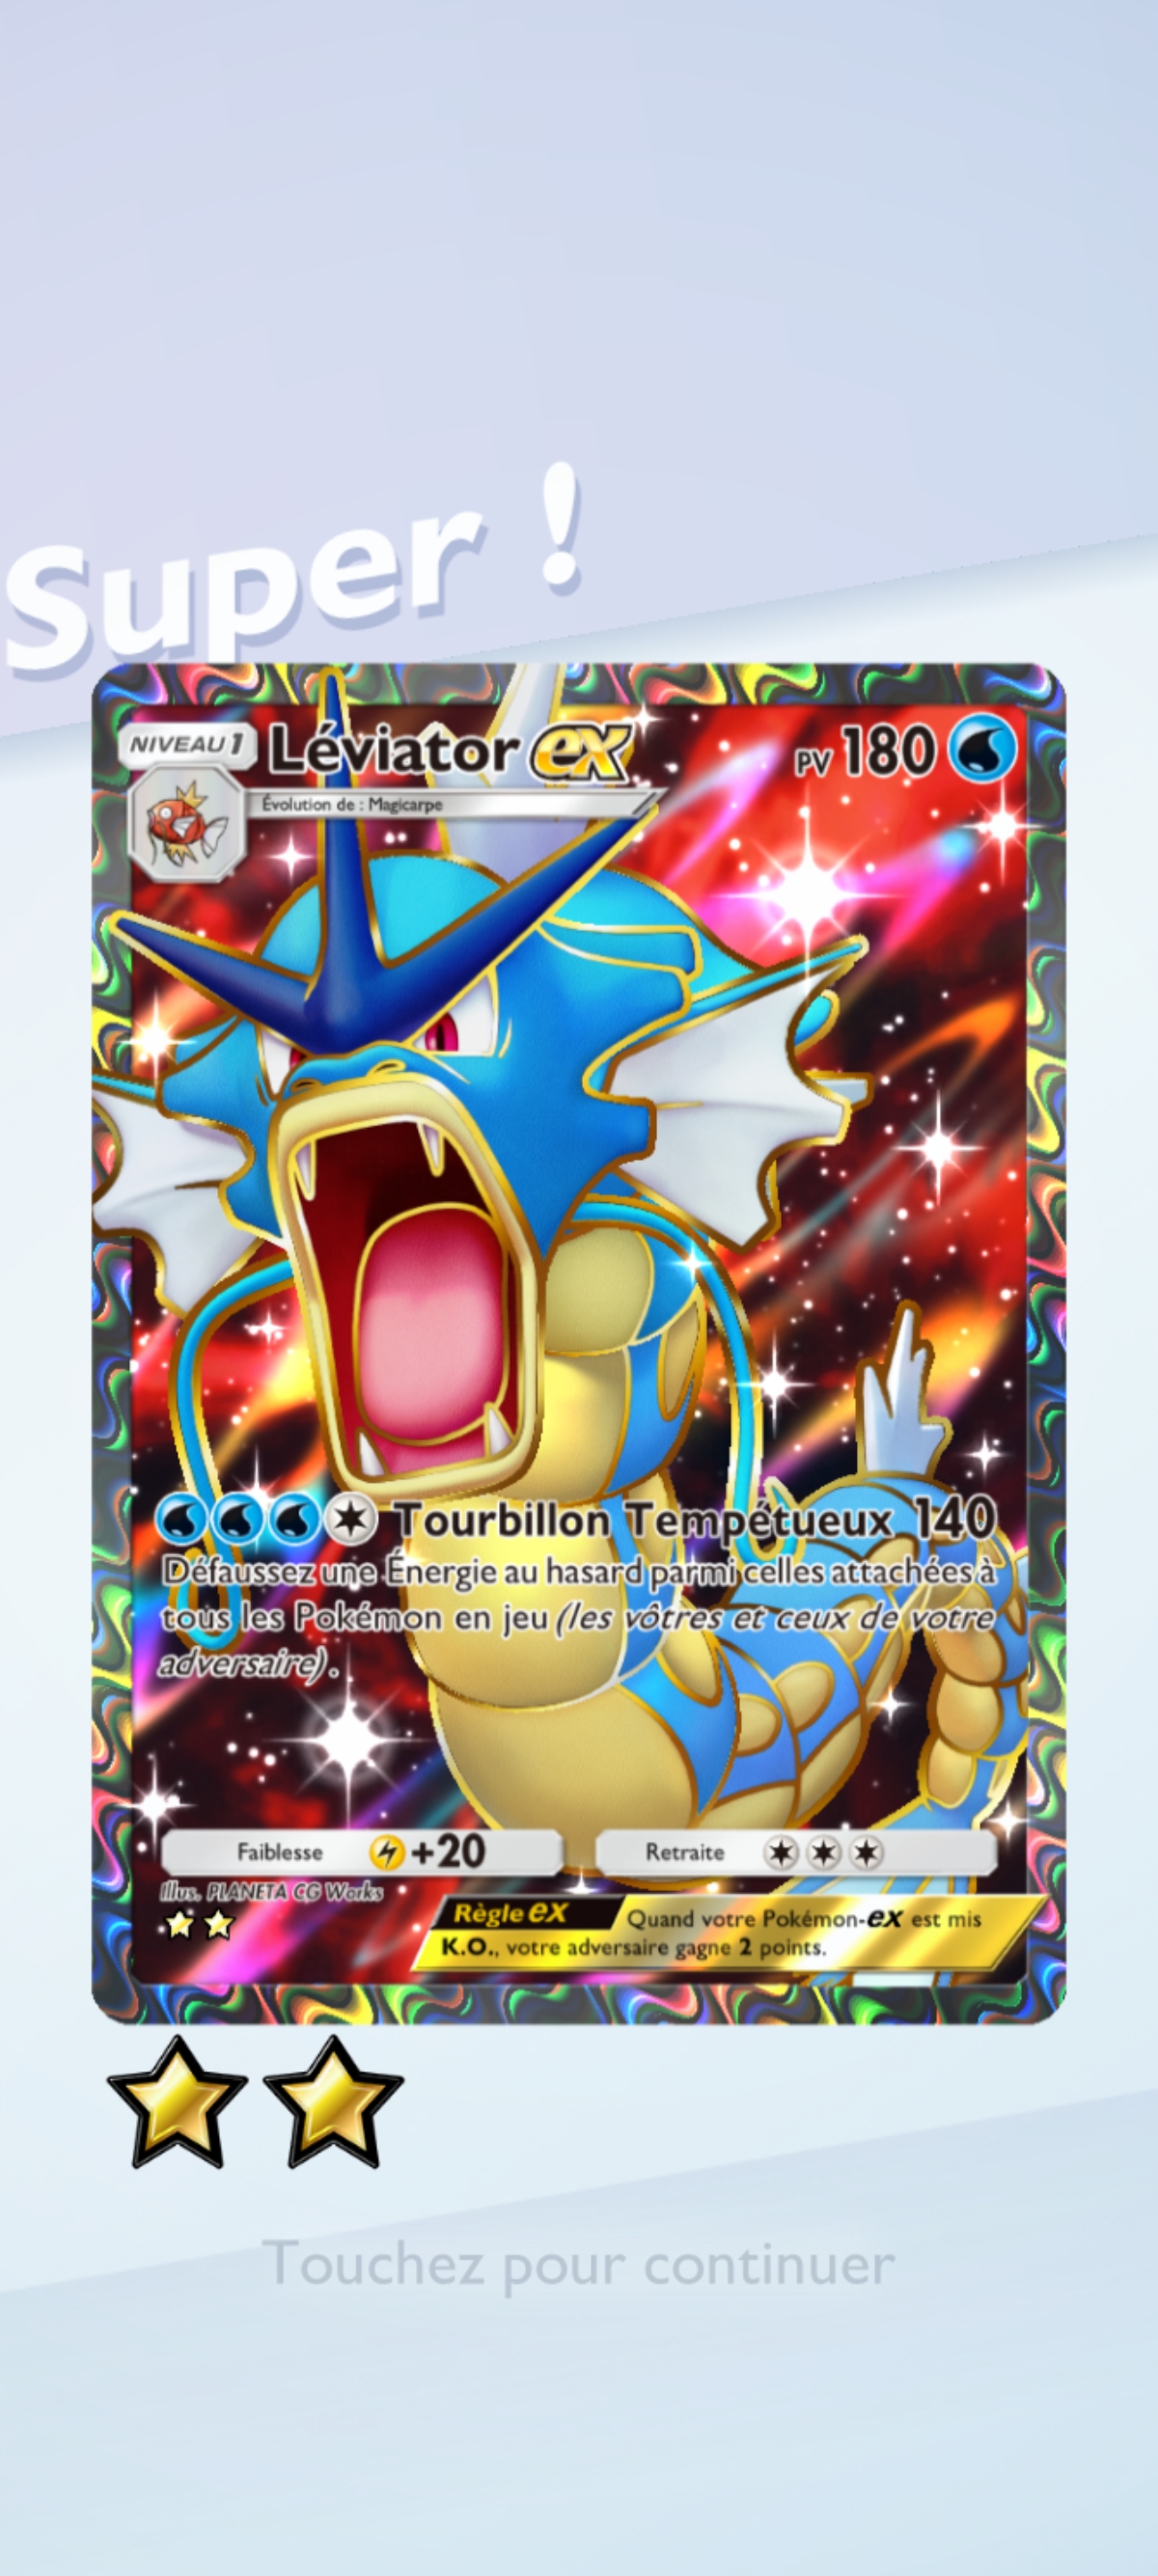 Super !
NIVEAU 1 Léviator ex PV 180
Évolution de : Magicarpe
Tourbillon Tempétueux 140
Défaussez une Énergie au hasard parmi celles attachées à
tous les Pokémon en jeu (les vôtres et ceux de votre
adversaire).
Faiblesse +20 Retraite
Illus. PLANETA CG Works
Règle ex Quand votre Pokémon-ex est mis
K.O., votre adversaire gagne 2 points.
Touchez pour continuer